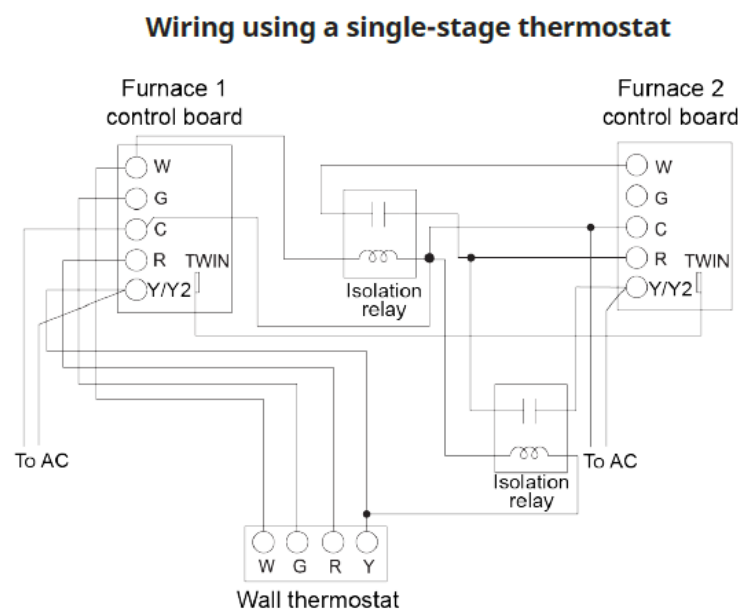 Wiring using a single-stage thermostat
Furnace 1
control board
Furnace 2
control board
W
G
C
R
TWIN
Y/Y2
W
G
C
R
TWIN
Y/Y2
Isolation
relay
To AC
Isolation
relay
To AC
W G R Y
Wall thermostat